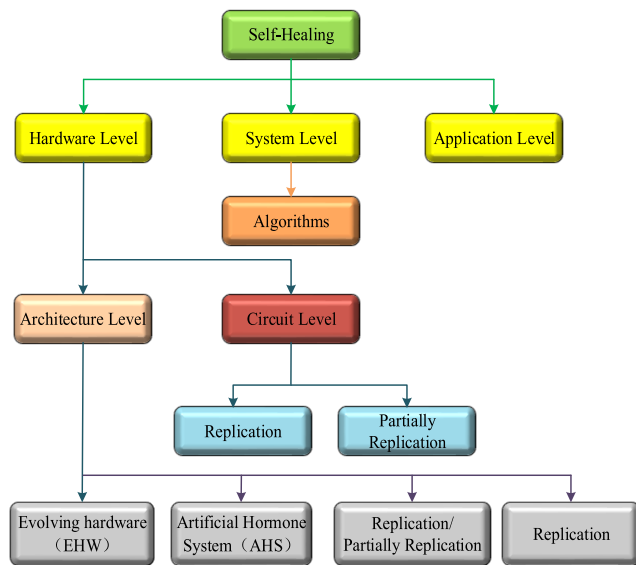 Self-Healing
Hardware Level
System Level
Application Level
Algorithms
Architecture Level
Circuit Level
Replication
Partially
Replication
Evolving hardware
（EHW）
Artificial Hormone
System（AHS）
Replication/
Partially Replication
Replication